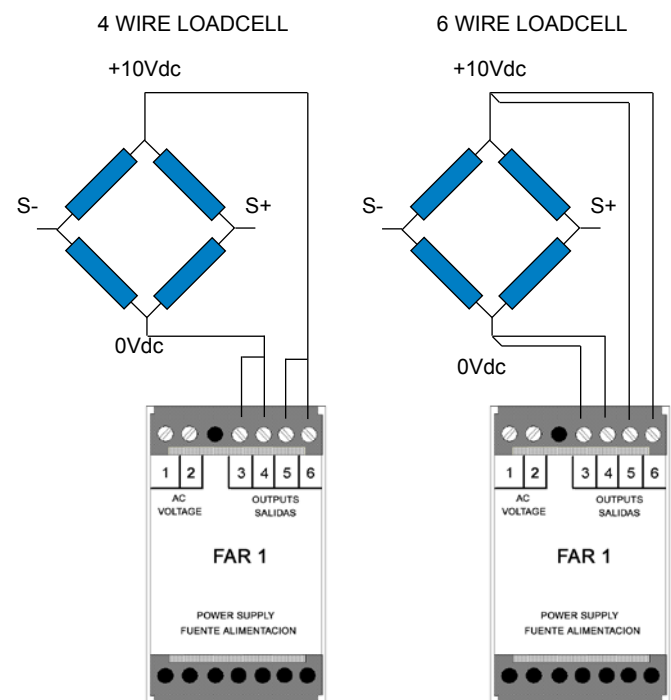 4 WIRE LOADCELL
+10Vdc
S-
S+
0Vdc
1 2 3 4 5 6
AC
VOLTAGE
OUTPUTS
SALIDAS
FAR 1
POWER SUPPLY
FUENTE ALIMENTACION
6 WIRE LOADCELL
+10Vdc
S-
S+
0Vdc
1 2 3 4 5 6
AC
VOLTAGE
OUTPUTS
SALIDAS
FAR 1
POWER SUPPLY
FUENTE ALIMENTACION